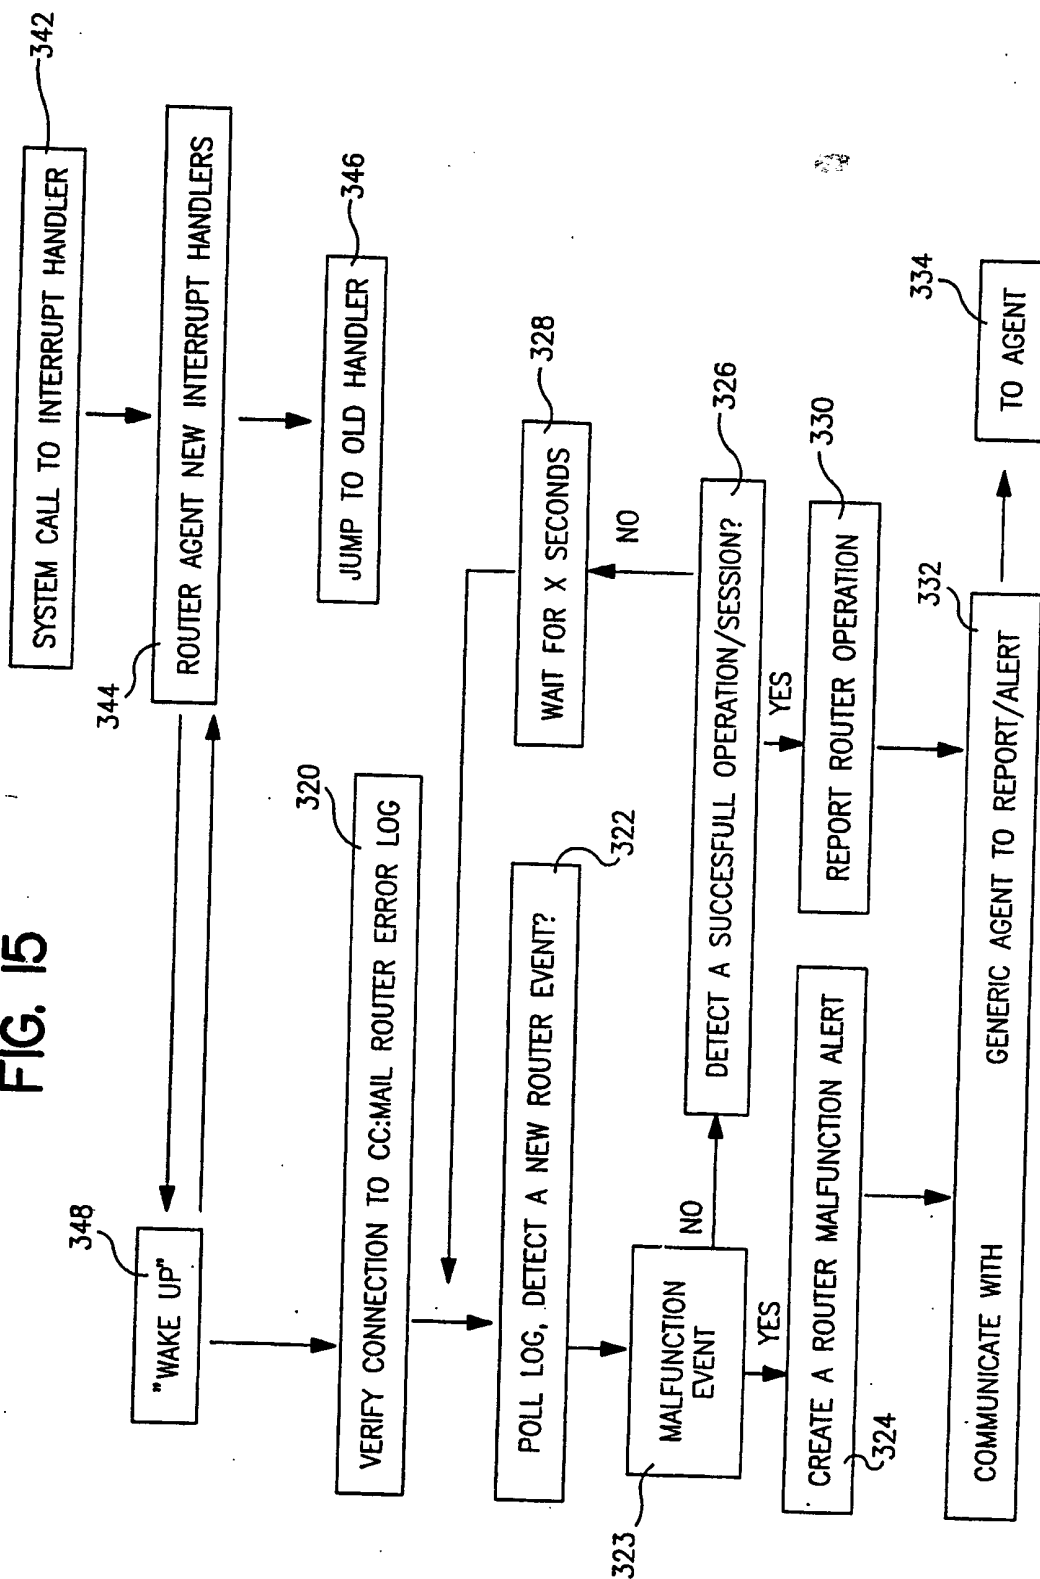 FIG. 15
342
SYSTEM CALL TO INTERRUPT HANDLER
344
ROUTER AGENT NEW INTERRUPT HANDLERS
348
"WAKE UP"
346
JUMP TO OLD HANDLER
320
VERIFY CONNECTION TO CC:MAIL ROUTER ERROR LOG
328
WAIT FOR X SECONDS
322
POLL LOG, DETECT A NEW ROUTER EVENT?
NO
323
MALFUNCTION
EVENT
NO
326
DETECT A SUCCESFULL OPERATION/SESSION?
YES
YES
324
CREATE A ROUTER MALFUNCTION ALERT
330
REPORT ROUTER OPERATION
332
COMMUNICATE WITH GENERIC AGENT TO REPORT/ALERT
334
TO AGENT